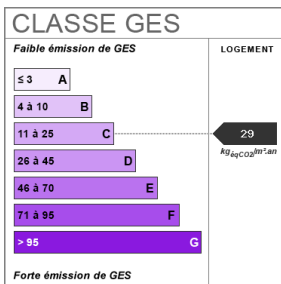 CLASSE GES
Faible émission de GES
LOGEMENT
≤ 3 A
4 à 10 B
11 à 25 C
29
kgéqCO2/m².an
26 à 45 D
46 à 70 E
71 à 95 F
> 95 G
Forte émission de GES